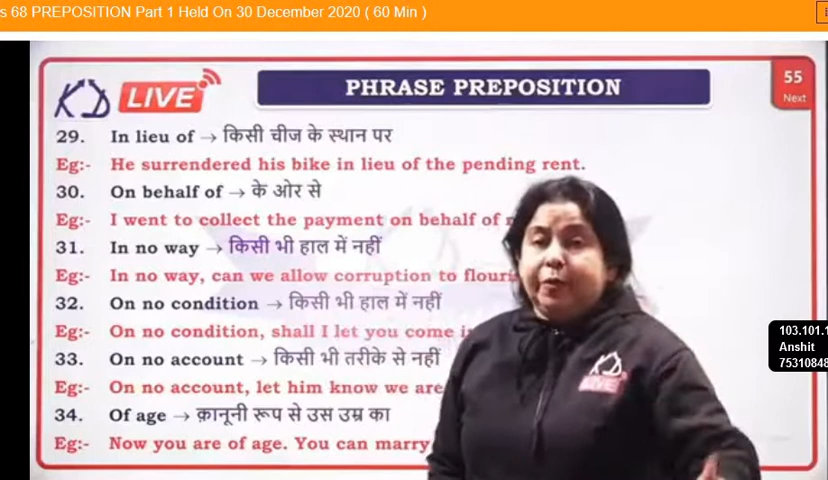 s 68 PREPOSITION Part 1 Held On 30 December 2020 ( 60 Min )
KD LIVE
PHRASE PREPOSITION
55
Next
29. In lieu of → किसी चीज के स्थान पर
Eg:- He surrendered his bike in lieu of the pending rent.
30. On behalf of → के ओर से
Eg:- I went to collect the payment on behalf of
31. In no way → किसी भी हाल में नहीं
Eg:- In no way, can we allow corruption to flouri
32. On no condition → किसी भी हाल में नहीं
Eg:- On no condition, shall I let you come i
33. On no account → किसी भी तरीके से नहीं
Eg:- On no account, let him know we are
34. Of age → क़ानूनी रूप से उस उम्र का
Eg:- Now you are of age. You can marry
103.101.1
Anshit
75310848
KD LIVE